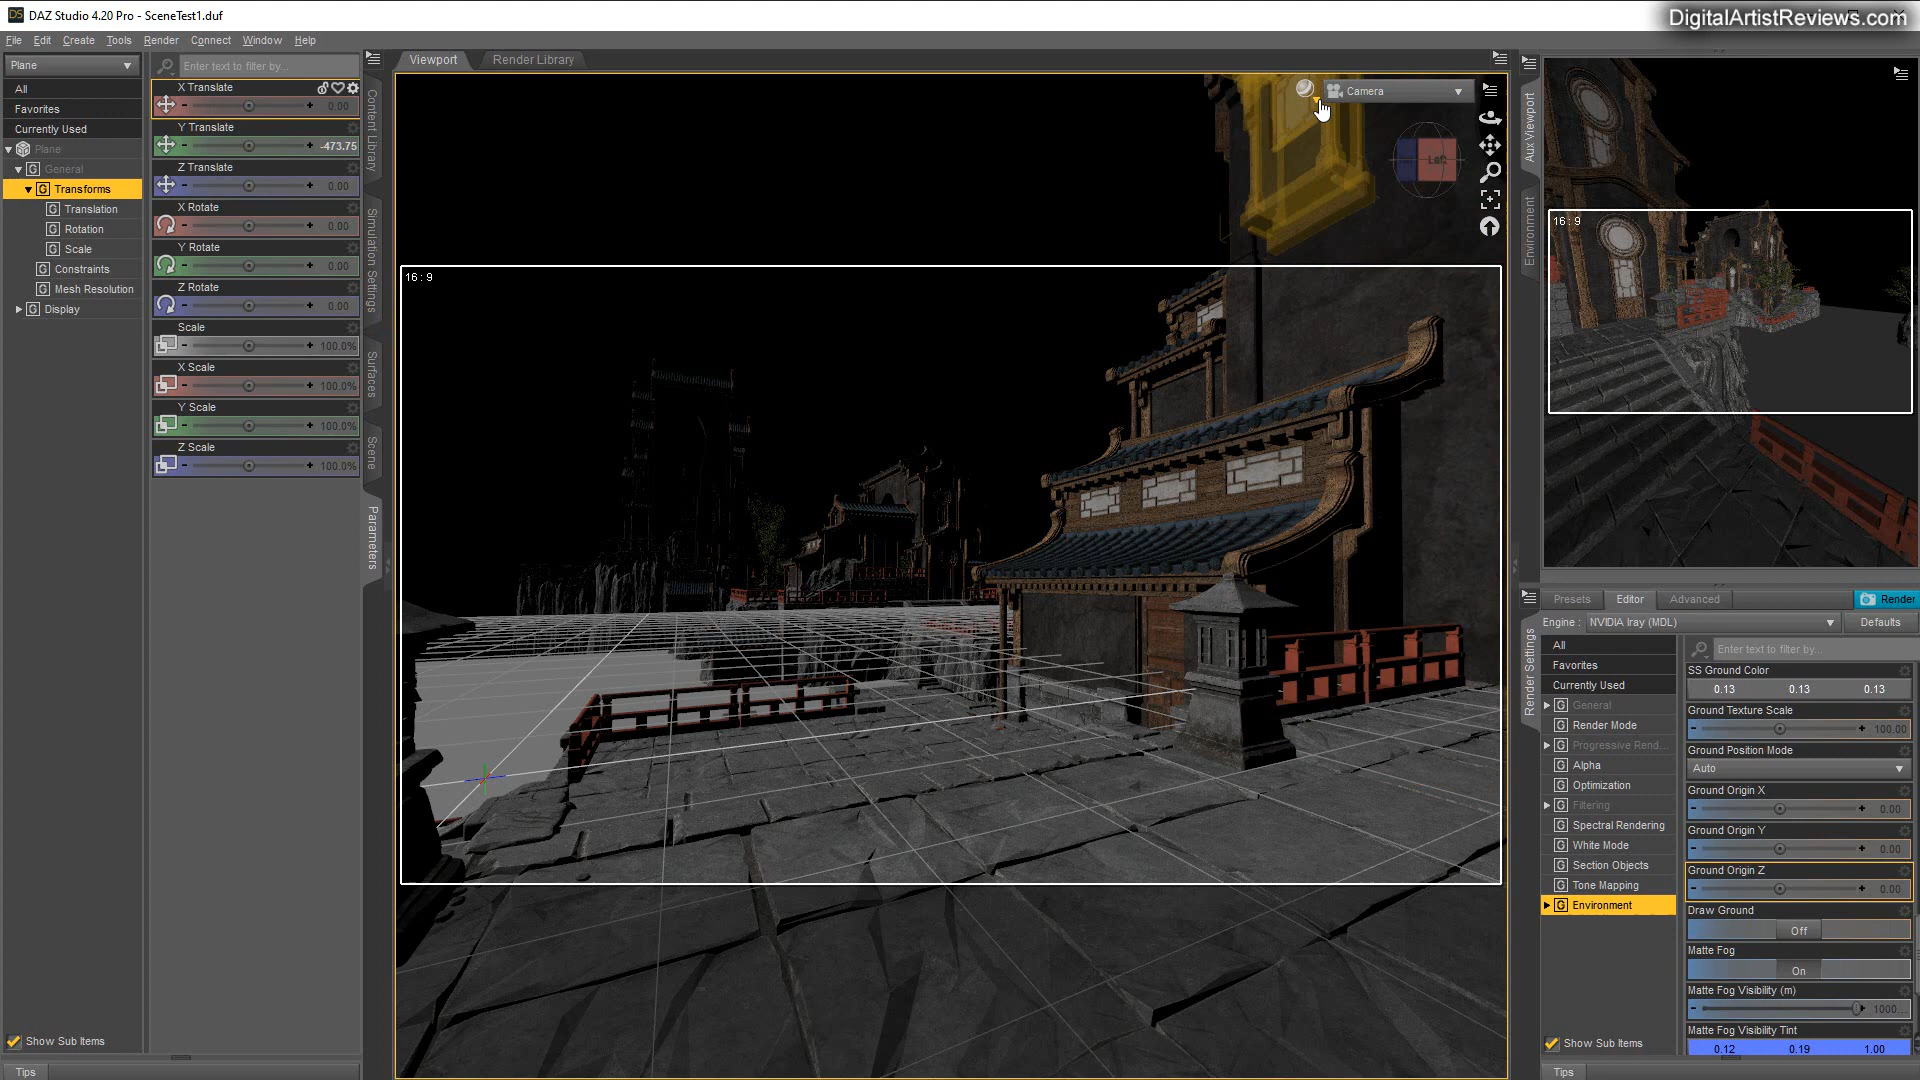 DAZ Studio 4.20 Pro - SceneTest1.duf
DigitalArtistReviews.com
File Edit Create Tools Render Connect Window Help
Plane
All
Favorites
Currently Used
Plane
General
Transforms
Translation
Rotation
Scale
Constraints
Mesh Resolution
Display
Show Sub Items
Tips
Enter text to filter by...
X Translate
0.00
Y Translate
-473.75
Z Translate
0.00
X Rotate
0.00
Y Rotate
0.00
Z Rotate
0.00
Scale
100.0%
X Scale
100.0%
Y Scale
100.0%
Z Scale
100.0%
Content Library
Simulation Settings
Surfaces
Scene
Parameters
Viewport Render Library
Camera
Left
16 : 9
Aux Viewport
Environment
16 : 9
Render Settings
Presets Editor Advanced Render
Engine : NVIDIA Iray (MDL) Defaults
All
Favorites
Currently Used
General
Render Mode
Progressive Rend...
Alpha
Optimization
Filtering
Spectral Rendering
White Mode
Section Objects
Tone Mapping
Environment
Show Sub Items
Tips
Enter text to filter by...
SS Ground Color
0.13 0.13 0.13
Ground Texture Scale
100.00
Ground Position Mode
Auto
Ground Origin X
0.00
Ground Origin Y
0.00
Ground Origin Z
0.00
Draw Ground
Off
Matte Fog
On
Matte Fog Visibility (m)
1000...
Matte Fog Visibility Tint
0.12 0.19 1.00